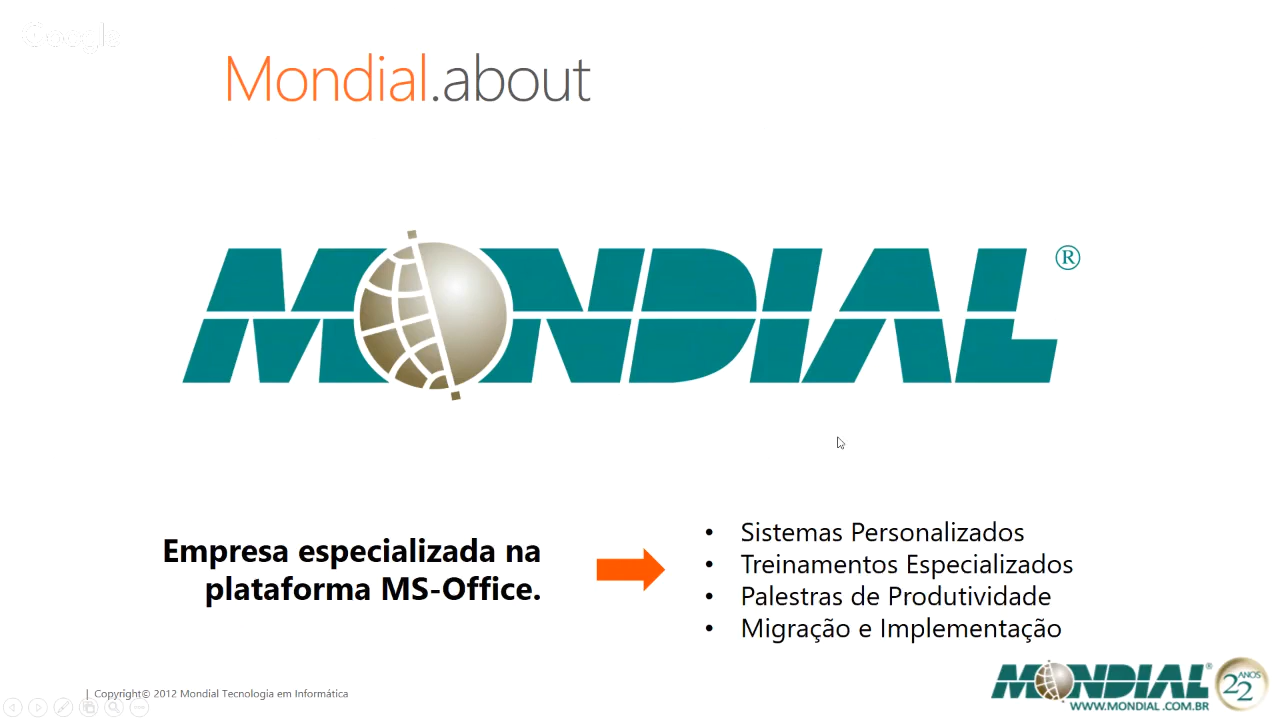 Google
Mondial.about
MONDIAL®
Empresa especializada na
plataforma MS-Office.
• Sistemas Personalizados
• Treinamentos Especializados
• Palestras de Produtividade
• Migração e Implementação
| Copyright© 2012 Mondial Tecnologia em Informática
MONDIAL®
WWW.MONDIAL.COM.BR
22 ANOS